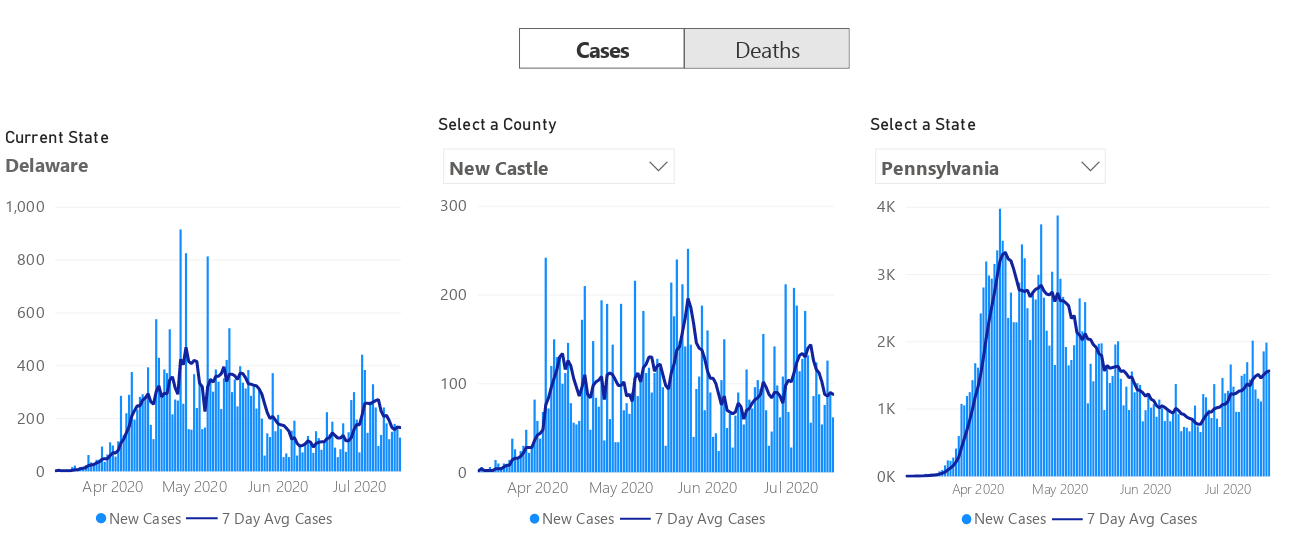 Cases Deaths
Current State
Delaware
1,000
800
600
400
200
0
Apr 2020 May 2020 Jun 2020 Jul 2020
New Cases 7 Day Avg Cases
Select a County
New Castle
300
200
100
0
Apr 2020 May 2020 Jun 2020 Jul 2020
New Cases 7 Day Avg Cases
Select a State
Pennsylvania
4K
3K
2K
1K
0K
Apr 2020 May 2020 Jun 2020 Jul 2020
New Cases 7 Day Avg Cases